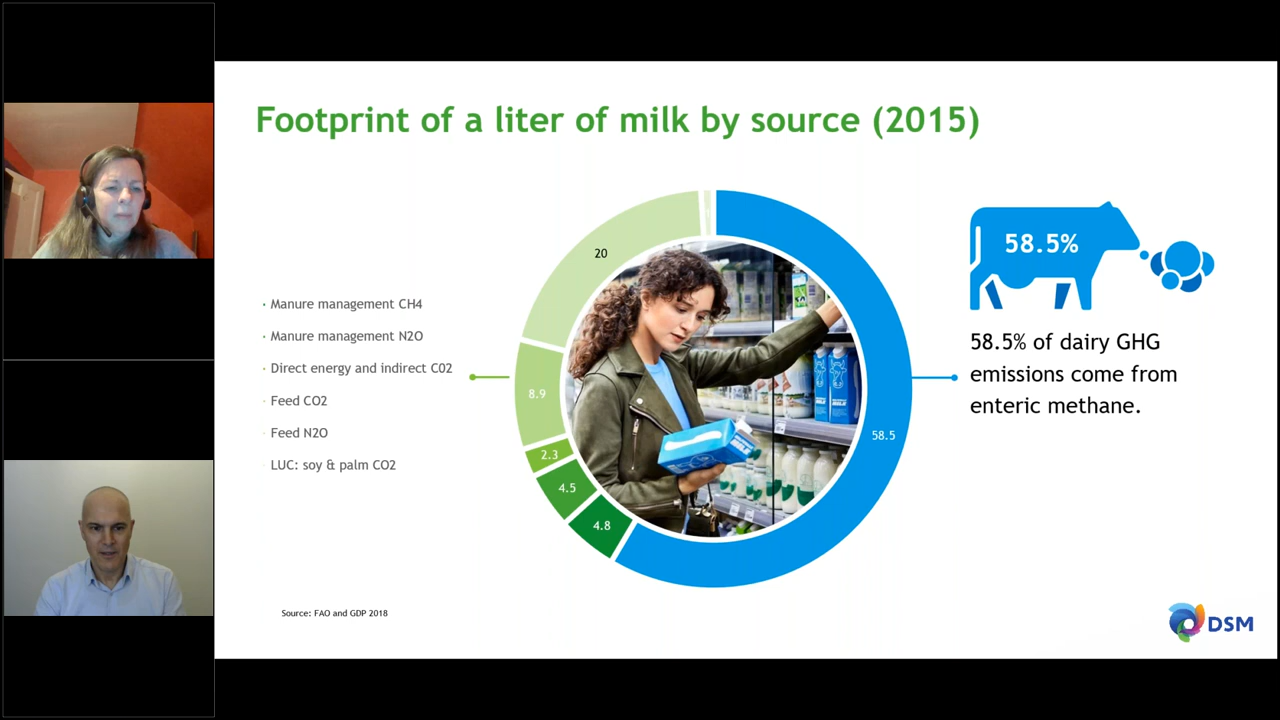 Footprint of a liter of milk by source (2015)
Manure management CH4
Manure management N2O
Direct energy and indirect C02
Feed CO2
Feed N2O
LUC: soy & palm CO2
20
8.9
2.3
4.5
4.8
58.5
58.5%
58.5% of dairy GHG
emissions come from
enteric methane.
Source: FAO and GDP 2018
DSM